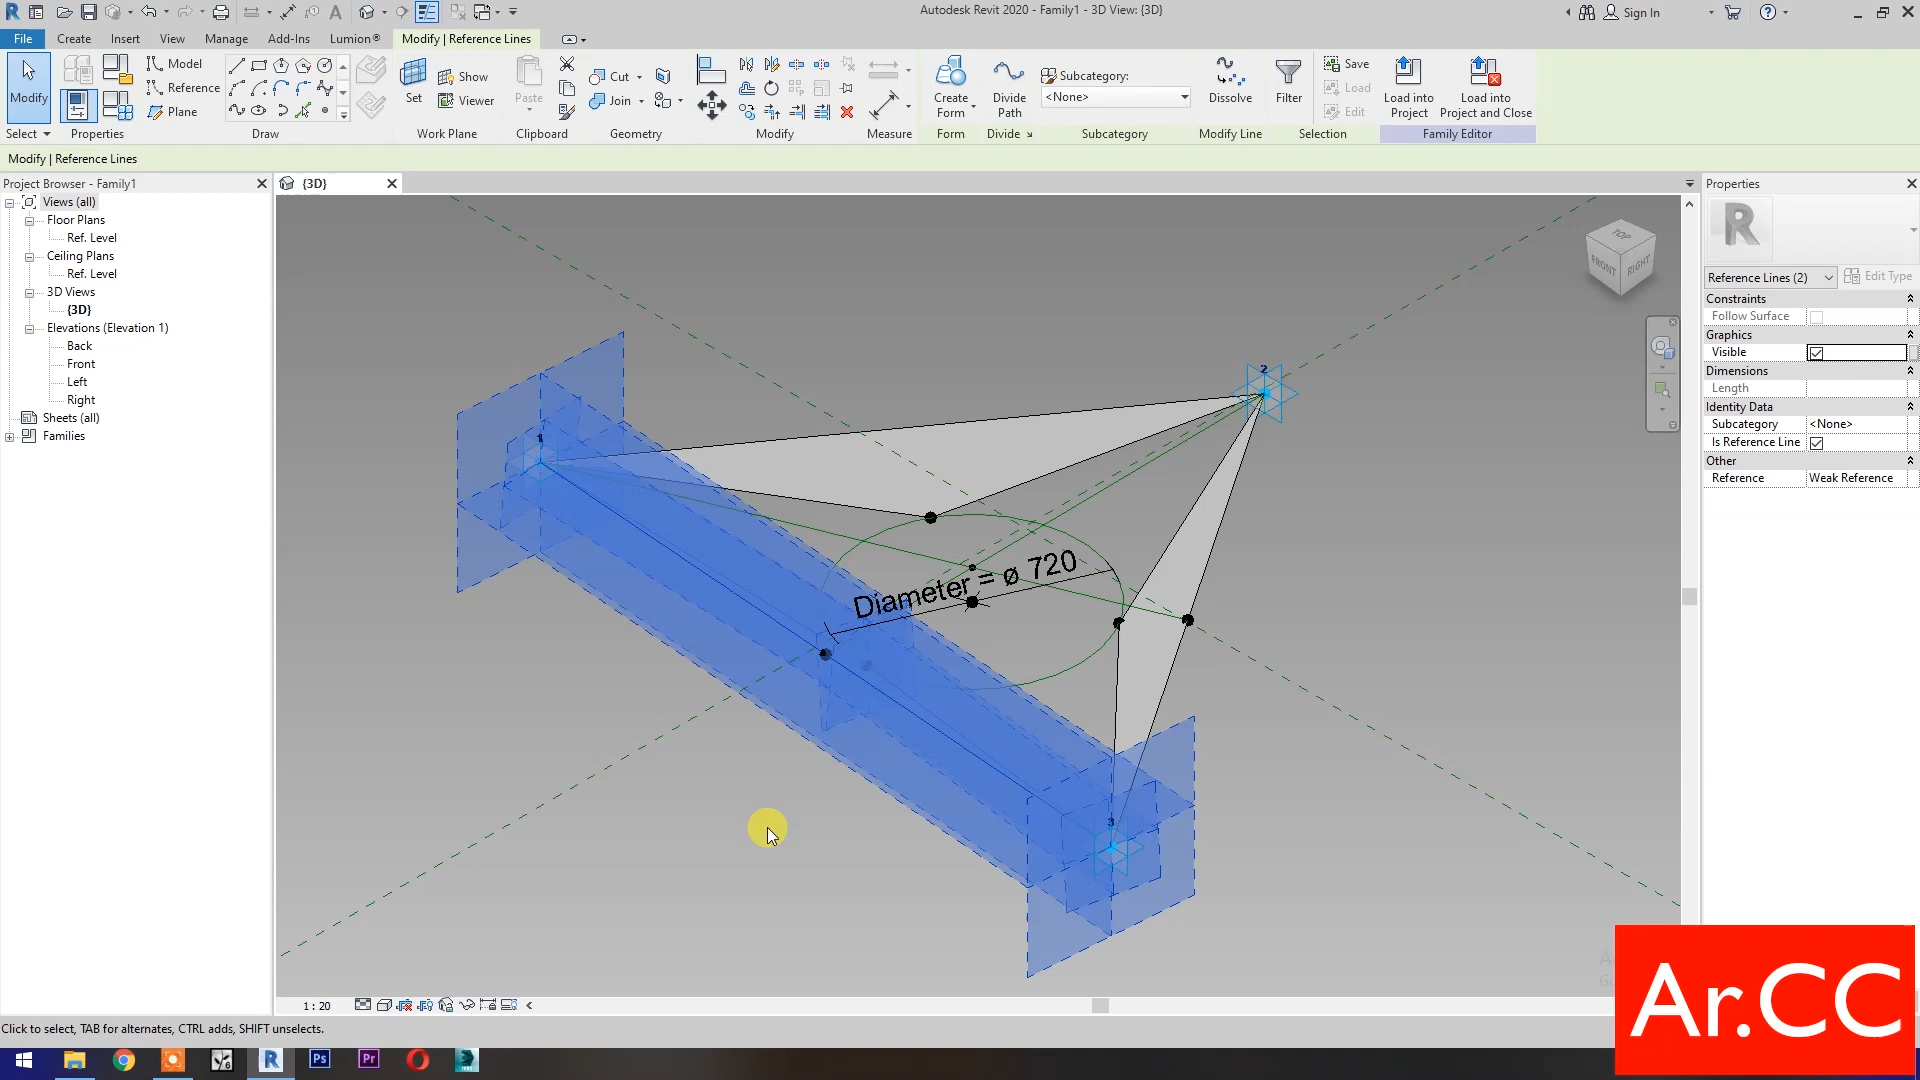 Autodesk Revit 2020 - Family1 - 3D View: {3D}
Sign In
File Create Insert View Manage Add-Ins Lumion® Modify | Reference Lines
Modify
Select
Properties
Model
Reference
Plane
Draw
Set
Show
Viewer
Work Plane
Paste
Clipboard
Cut
Join
Geometry
Modify
Measure
Create Form
Form
Divide Path
Divide
Subcategory:
<None>
Subcategory
Dissolve
Modify Line
Filter
Save
Load
Edit
Selection
Load into Project
Load into Project and Close
Family Editor
Modify | Reference Lines
Project Browser - Family1
Views (all)
Floor Plans
Ref. Level
Ceiling Plans
Ref. Level
3D Views
{3D}
Elevations (Elevation 1)
Back
Front
Left
Right
Sheets (all)
Families
{3D}
TOP
FRONT
RIGHT
1
2
3
Diameter = ø 720
Properties
R
Reference Lines (2)
Edit Type
Constraints
Follow Surface
Graphics
Visible
Dimensions
Length
Identity Data
Subcategory <None>
Is Reference Line
Other
Reference Weak Reference
1 : 20
Click to select, TAB for alternates, CTRL adds, SHIFT unselects.
Ps
Pr
Ar.CC